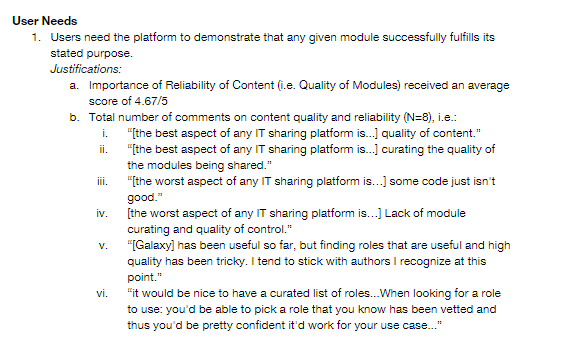 User Needs
1. Users need the platform to demonstrate that any given module successfully fulfills its
stated purpose.
Justifications:
a. Importance of Reliability of Content (i.e. Quality of Modules) received an average
score of 4.67/5
b. Total number of comments on content quality and reliability (N=8), i.e.:
i. "[the best aspect of any IT sharing platform is...] quality of content."
ii. "[the best aspect of any IT sharing platform is...] curating the quality of
the modules being shared."
iii. "[the worst aspect of any IT sharing platform is...] some code just isn't
good."
iv. [the worst aspect of any IT sharing platform is...] Lack of module
curating and quality of control."
v. "[Galaxy] has been useful so far, but finding roles that are useful and high
quality has been tricky. I tend to stick with authors I recognize at this
point."
vi. "it would be nice to have a curated list of roles...When looking for a role
to use: you'd be able to pick a role that you know has been vetted and
thus you'd be pretty confident it'd work for your use case..."